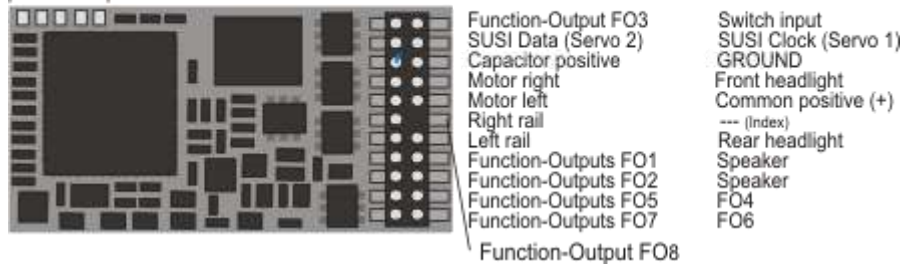 Function-Output FO3 Switch input
SUSI Data (Servo 2) SUSI Clock (Servo 1)
Capacitor positive GROUND
Motor right Front headlight
Motor left Common positive (+)
Right rail --- (Index)
Left rail Rear headlight
Function-Outputs FO1 Speaker
Function-Outputs FO2 Speaker
Function-Outputs FO5 FO4
Function-Outputs FO7 FO6
Function-Output FO8